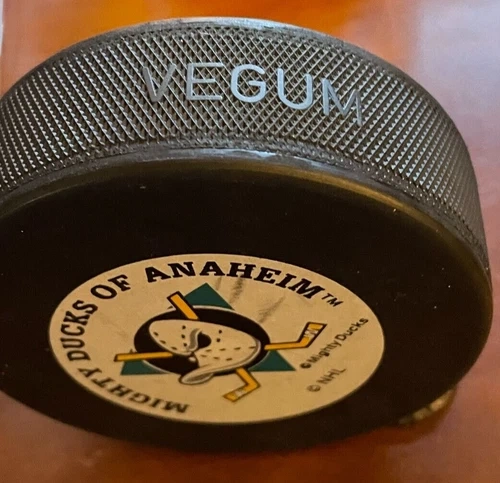 VEGUM
MIGHTY DUCKS OF ANAHEIM™
© Mighty Ducks
© NHL